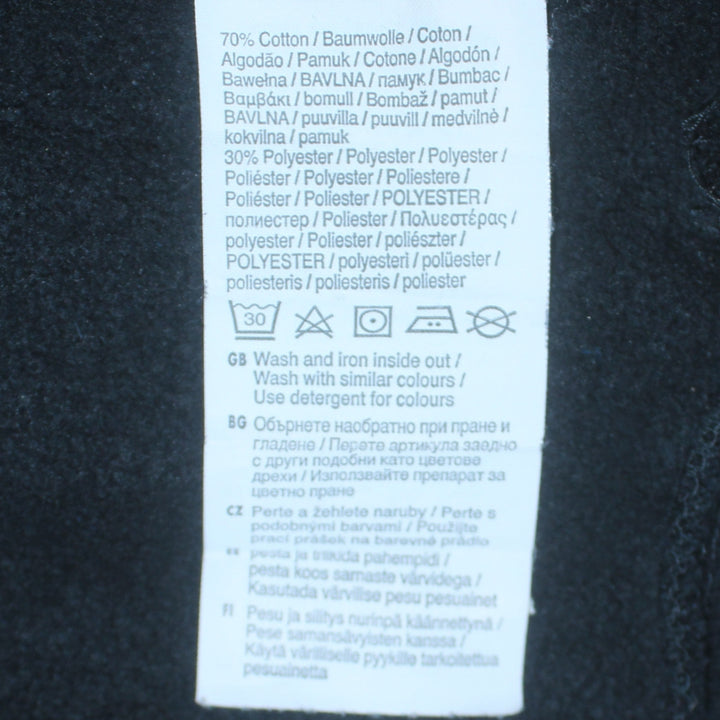 70% Cotton / Baumwolle / Coton /
Algodão / Pamuk / Cotone / Algodón /
Bawełna / BAVLNA / памук / Bumbac /
Βαμβάκι / bomull / Bombaž / pamut /
BAVLNA / puuvilla / puuvill / medvilnė /
kokvilna / pamuk
30% Polyester / Polyester / Polyester /
Poliéster / Polyester / Poliestere /
Poliéster / Poliester / POLYESTER /
полиестер / Poliester / Πολυεστέρας /
polyester / Poliester / poliészter /
POLYESTER / polyesteri / polüester /
poliesteris / poliesteris / poliester
30
GB Wash and iron inside out /
Wash with similar colours /
Use detergent for colours
BG Обърнете наобратно при пране и
гладене / Перете артикула заедно
с други подобни като цветове
дрехи / Използвайте препарат за
цветно пране
CZ Perte a žehlete naruby / Perte s
podobnými barvami / Použijte
prací prášek na barevné prádlo
pesta ja triikida pahempidi /
pesta koos samaste värvidega /
Kasutada värvilise pesu pesuainet
FI Pesu ja silitys nurinpä käännettynä /
Pese samansävyisten kanssa /
Käytä värilliselle pyykille tarkoitettua
pesuainetta